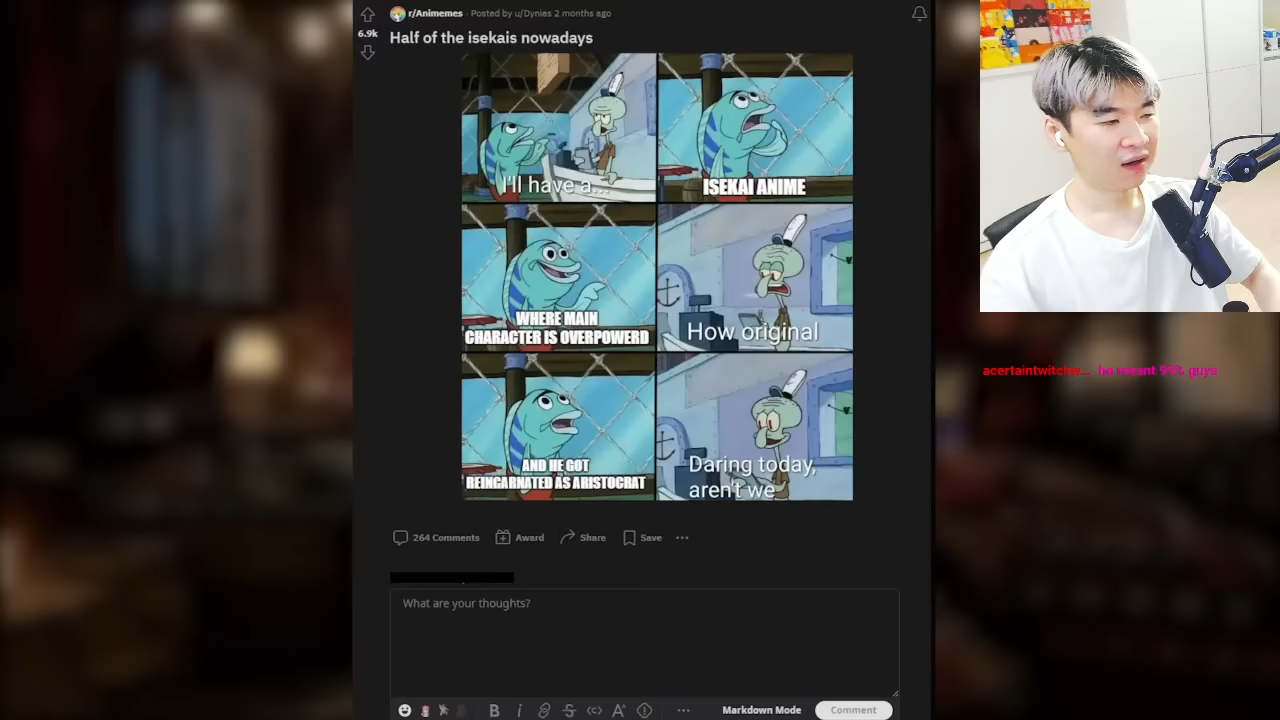 r/Animemes · Posted by u/Dynias 2 months ago
6.9k
Half of the isekais nowadays
I'll have a...
ISEKAI ANIME
WHERE MAIN
CHARACTER IS OVERPOWERD
How original
AND HE GOT
REINCARNATED AS ARISTOCRAT
Daring today,
aren't we
264 Comments
Award
Share
Save
What are your thoughts?
Markdown Mode
Comment
acertaintwitchw... he meant 99% guys